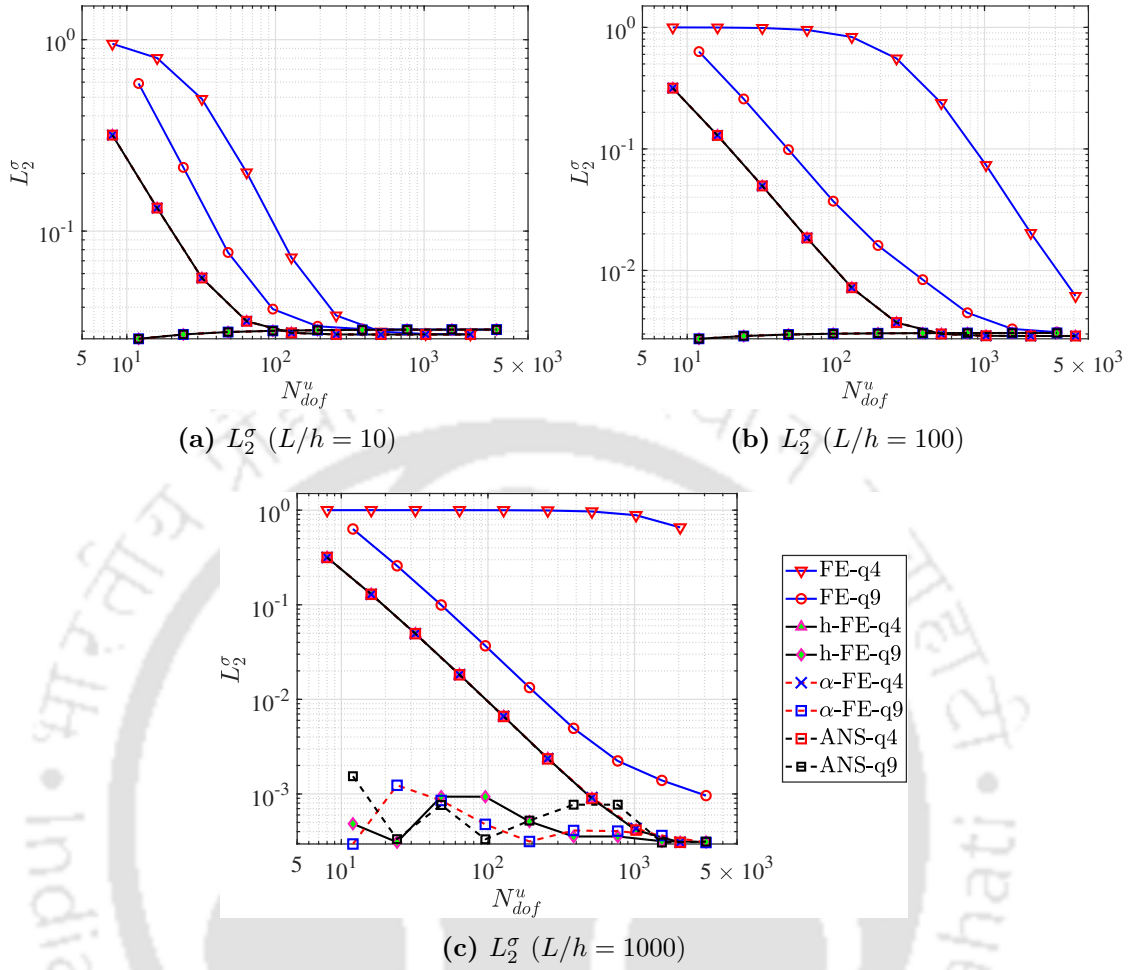 10^0
10^-1
L_2^σ
5
10^1
10^2
10^3
5 × 10^3
N_dof^u
(a) L_2^σ (L/h = 10)
10^0
10^-1
10^-2
L_2^σ
5
10^1
10^2
10^3
5 × 10^3
N_dof^u
(b) L_2^σ (L/h = 100)
10^0
10^-1
10^-2
10^-3
L_2^σ
5
10^1
10^2
10^3
5 × 10^3
N_dof^u
(c) L_2^σ (L/h = 1000)
FE-q4
FE-q9
h-FE-q4
h-FE-q9
α-FE-q4
α-FE-q9
ANS-q4
ANS-q9